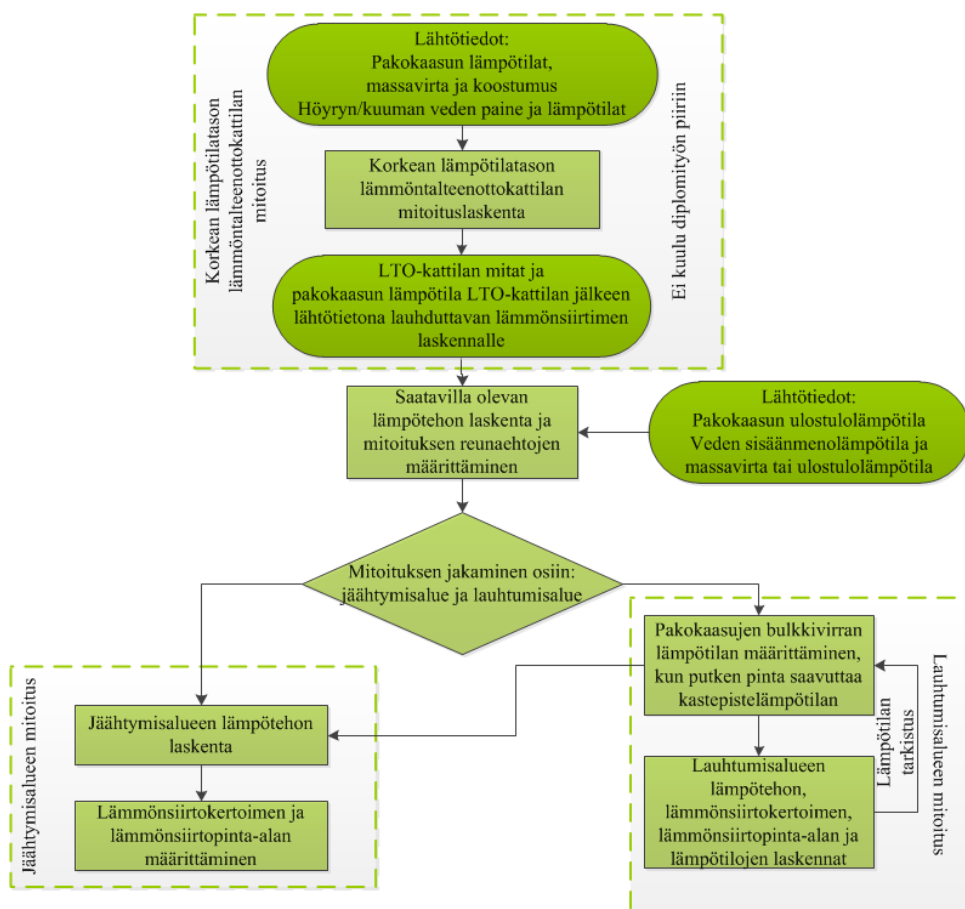 Lähtötiedot:
Pakokaasun lämpötilat,
massavirta ja koostumus
Höyryn/kuuman veden paine ja lämpötilat
Korkean lämpötilatason
lämmöntalteenottokattilan
mitoitus
Ei kuulu diplomityön piiriin
Korkean lämpötilatason
lämmöntalteenottokattilan
mitoituslaskenta
LTO-kattilan mitat ja
pakokaasun lämpötila LTO-kattilan jälkeen
lähtötietona lauhduttavan lämmönsiirtimen
laskennalle
Saatavilla olevan
lämpötehon laskenta ja
mitoituksen reunaehtojen
määrittäminen
Lähtötiedot:
Pakokaasun ulostulolämpötila
Veden sisäänmenolämpötila ja
massavirta tai ulostulolämpötila
Mitoituksen jakaminen osiin:
jäähtymisalue ja lauhtumisalue
Pakokaasujen bulkkivirran
lämpötilan määrittäminen,
kun putken pinta saavuttaa
kastepistelämpötilan
Lämpötilan
tarkistus
Lauhtumisalueen mitoitus
Lauhtumisalueen
lämpötehon,
lämmönsiirtokertoimen,
lämmönsiirtopinta-alan ja
lämpötilojen laskennat
Jäähtymisalueen mitoitus
Jäähtymisalueen lämpötehon
laskenta
Lämmönsiirtokertoimen ja
lämmönsiirtopinta-alan
määrittäminen